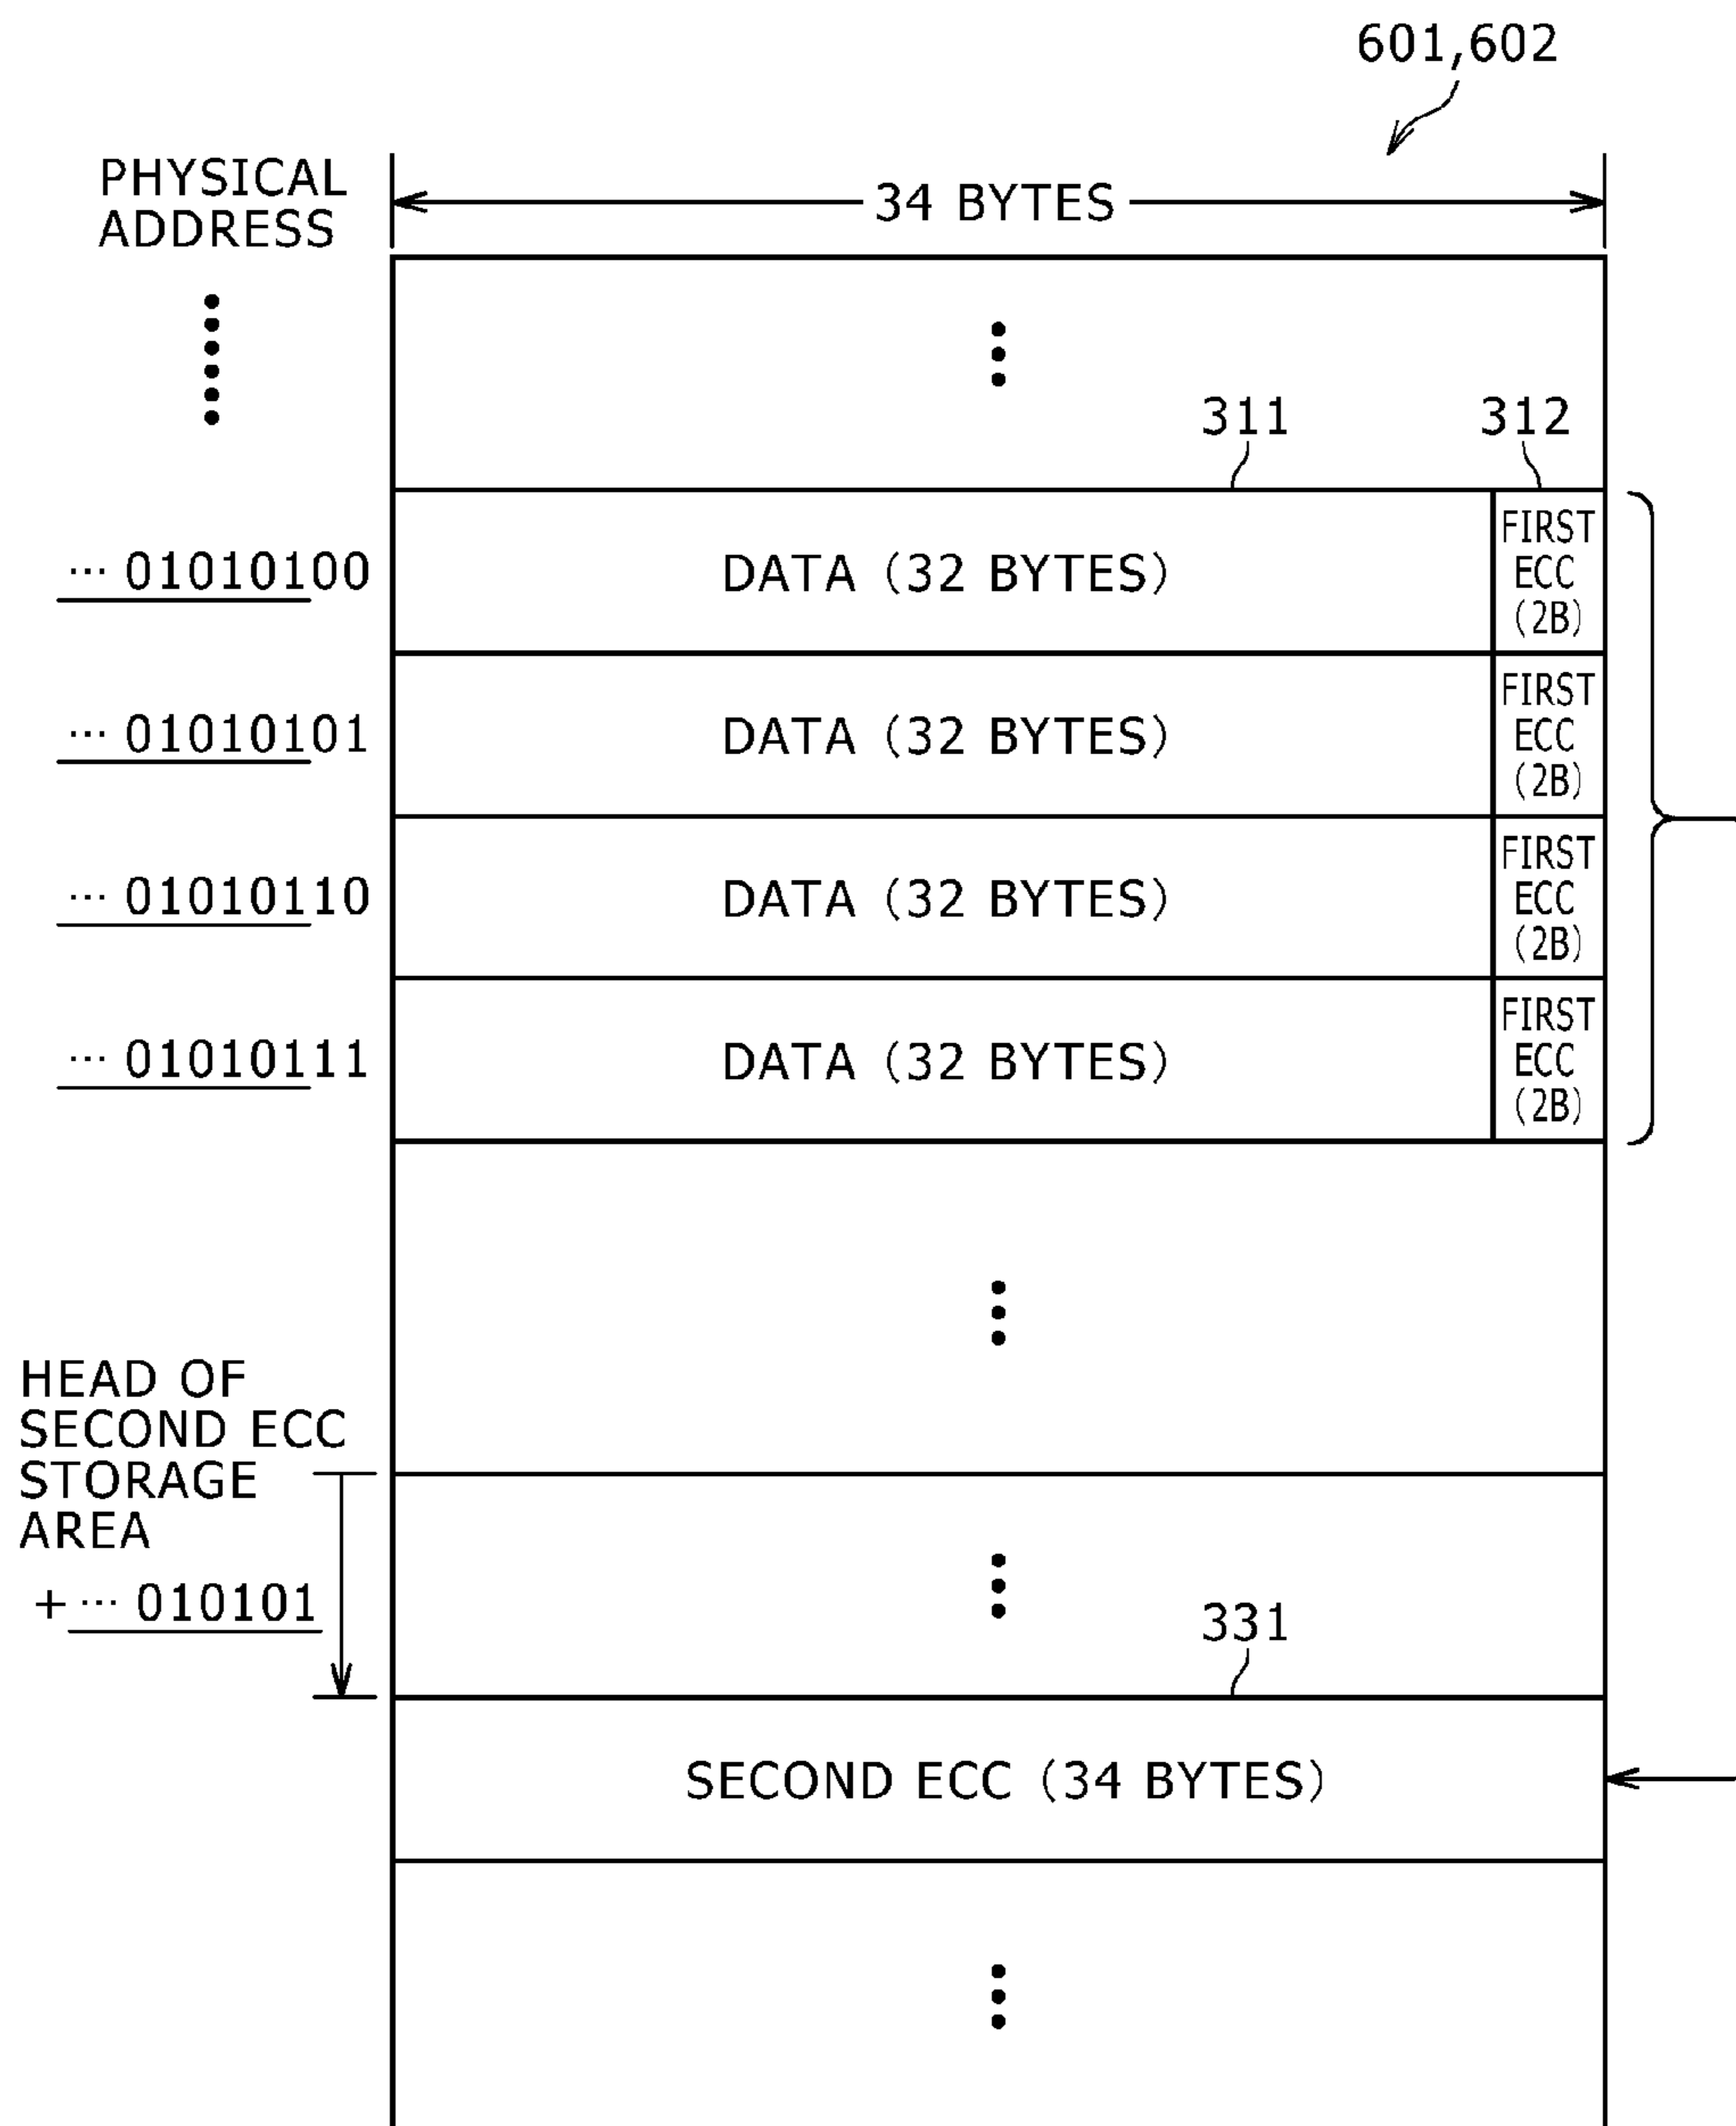 601,602
PHYSICAL
ADDRESS
34 BYTES
311
312
... 01010100
DATA (32 BYTES)
FIRST
ECC
(2B)
... 01010101
DATA (32 BYTES)
FIRST
ECC
(2B)
... 01010110
DATA (32 BYTES)
FIRST
ECC
(2B)
... 01010111
DATA (32 BYTES)
FIRST
ECC
(2B)
HEAD OF
SECOND ECC
STORAGE
AREA
+ ... 010101
331
SECOND ECC (34 BYTES)